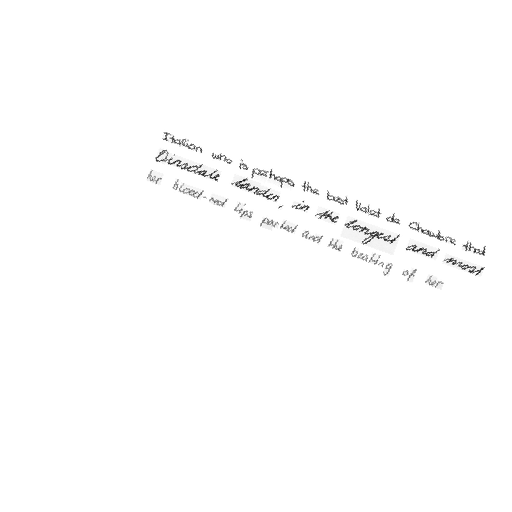 Italian who is perhaps the best Valet de Chambre that
Dinsdale Landen, in the longest and most
her blood-red lips parted and the beating of her